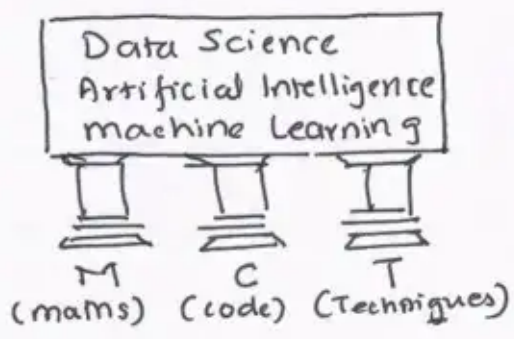 Data Science
Artificial Intelligence
machine Learning
M C T
(maths) (code) (Techniques)